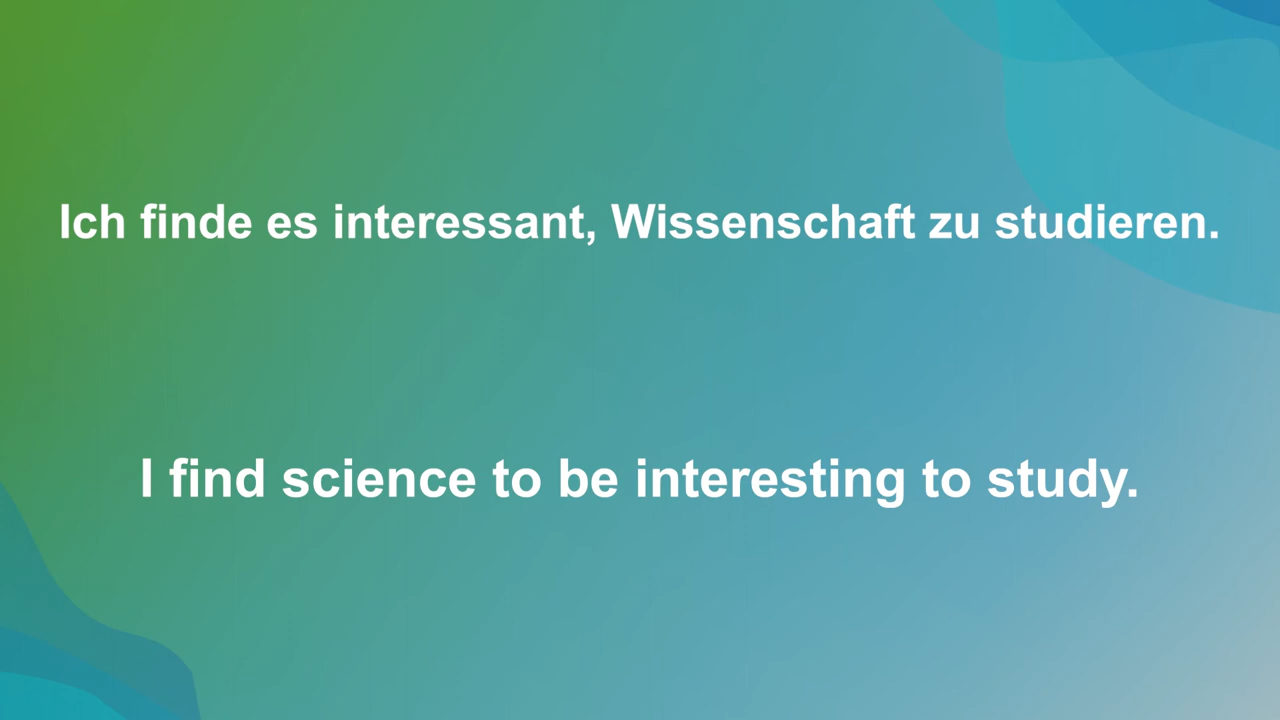 Ich finde es interessant, Wissenschaft zu studieren.
I find science to be interesting to study.